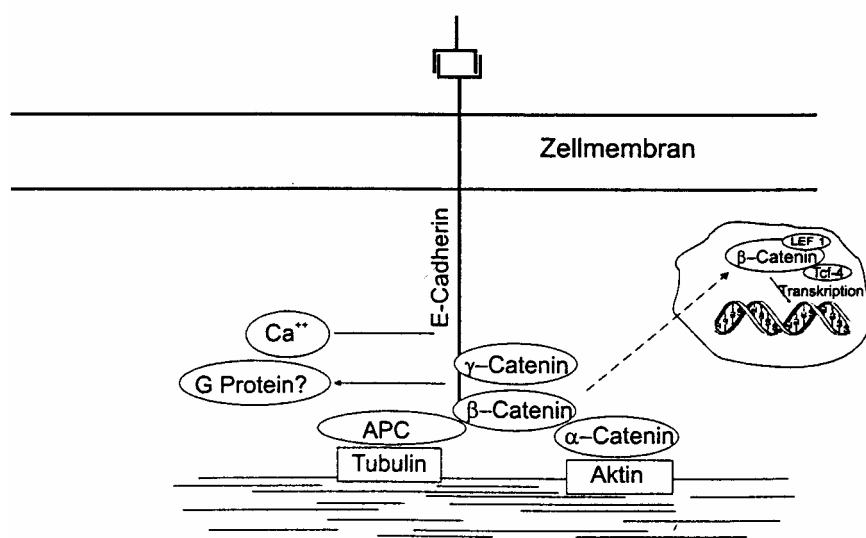 Zellmembran
E-Cadherin
LEF 1
β-Catenin
Tcf-4
Transkription
Ca⁺⁺
γ-Catenin
G Protein?
β-Catenin
APC
α-Catenin
Tubulin
Aktin